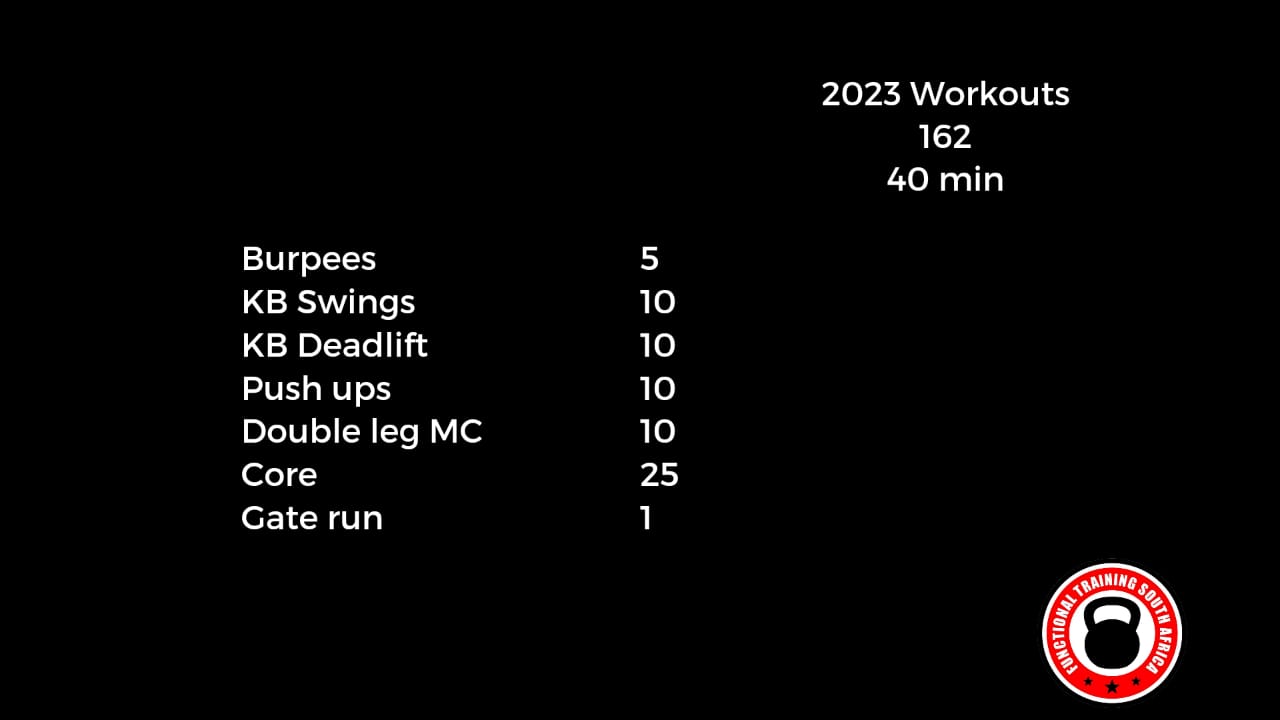 2023 Workouts
162
40 min
Burpees 5
KB Swings 10
KB Deadlift 10
Push ups 10
Double leg MC 10
Core 25
Gate run 1
FUNCTIONAL TRAINING SOUTH AFRICA